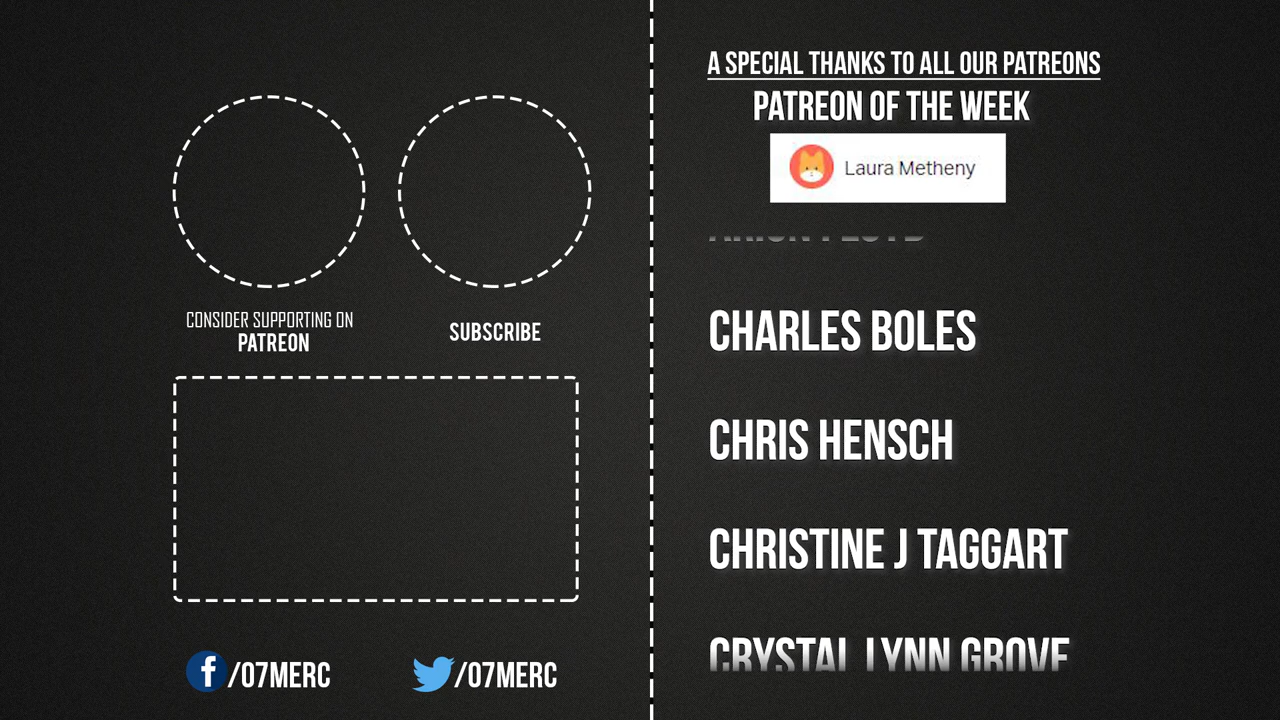 A SPECIAL THANKS TO ALL OUR PATREONS
PATREON OF THE WEEK
Laura Metheny
CHARLES BOLES
CHRIS HENSCH
CHRISTINE J TAGGART
CRYSTAL LYNN GROVE
CONSIDER SUPPORTING ON
PATREON
SUBSCRIBE
/07MERC
/07MERC